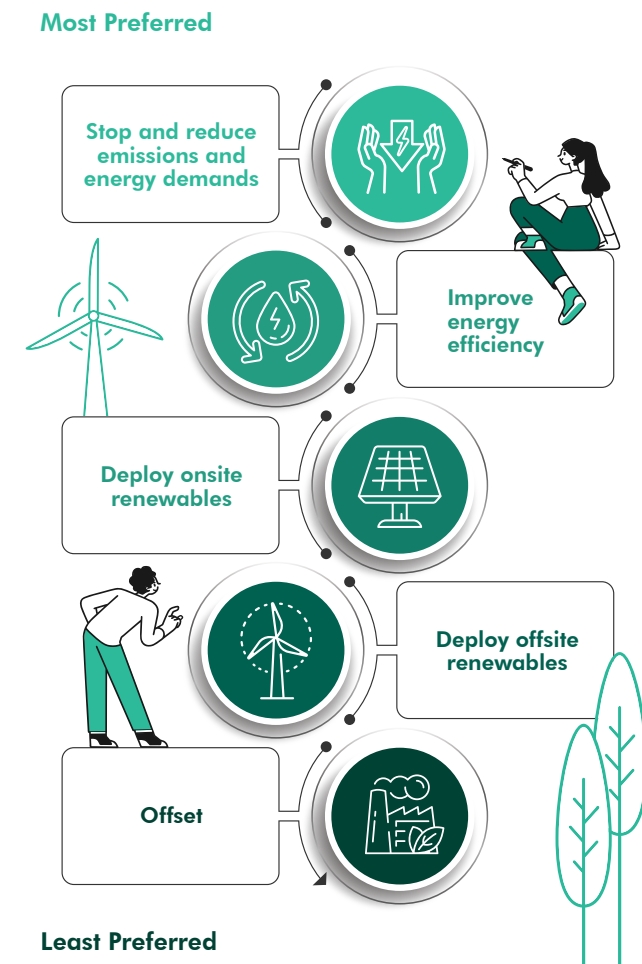 Most Preferred
Stop and reduce
emissions and
energy demands
Improve
energy
efficiency
Deploy onsite
renewables
Deploy offsite
renewables
Offset
Least Preferred